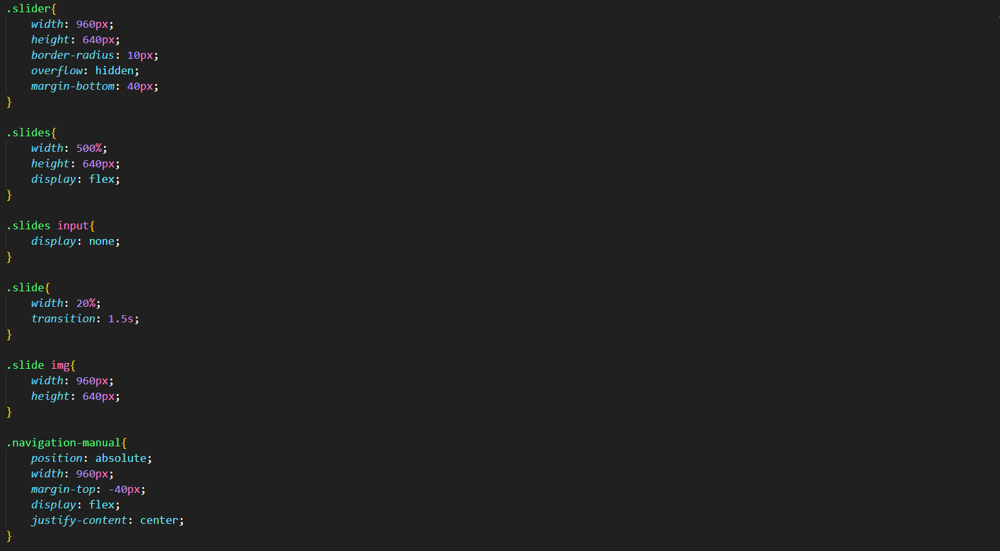 .slider{
    width: 960px;
    height: 640px;
    border-radius: 10px;
    overflow: hidden;
    margin-bottom: 40px;
}

.slides{
    width: 500%;
    height: 640px;
    display: flex;
}

.slides input{
    display: none;
}

.slide{
    width: 20%;
    transition: 1.5s;
}

.slide img{
    width: 960px;
    height: 640px;
}

.navigation-manual{
    position: absolute;
    width: 960px;
    margin-top: -40px;
    display: flex;
    justify-content: center;
}